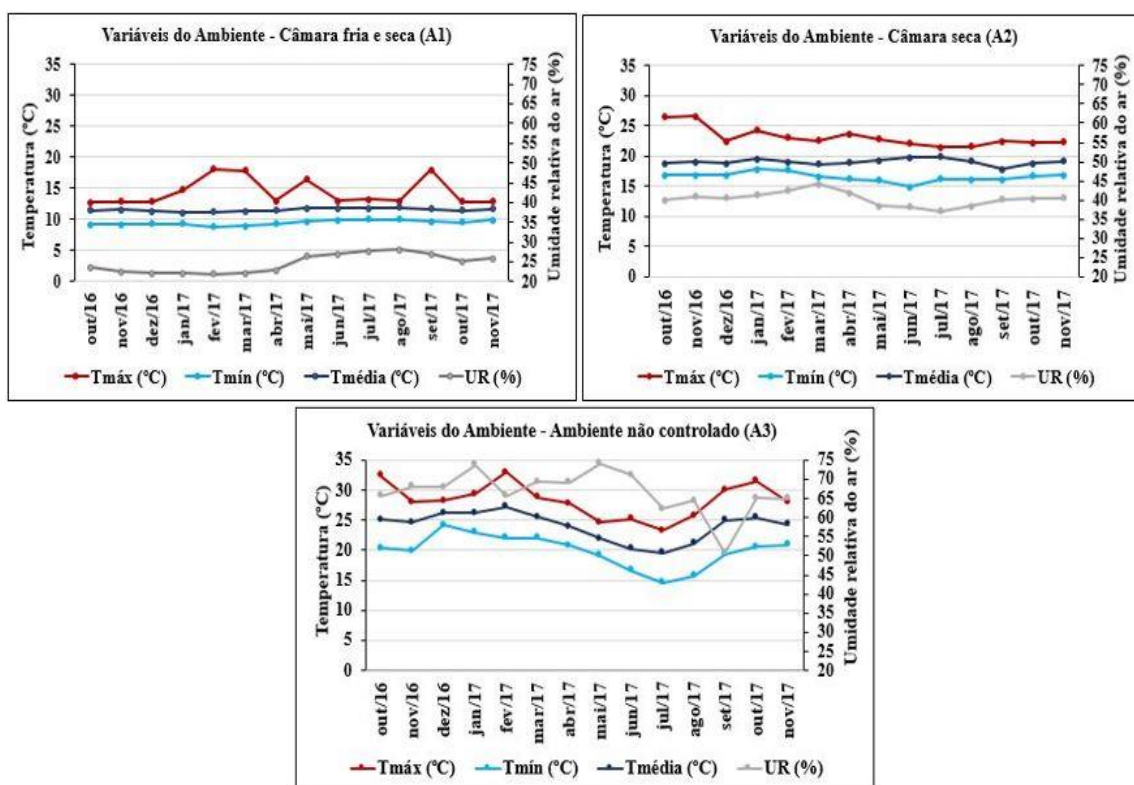 Variáveis do Ambiente - Câmara fria e seca (A1)
Temperatura (°C)
35
30
25
20
15
10
5
0
75
70
65
60
55
50
45
40
35
30
25
20
Umidade relativa do ar (%)
out/16
nov/16
dez/16
jan/17
fev/17
mar/17
abr/17
mai/17
jun/17
jul/17
ago/17
set/17
out/17
nov/17
Tmáx (°C) Tmín (°C) Tmédia (°C) UR (%)
Variáveis do Ambiente - Câmara seca (A2)
Temperatura (°C)
35
30
25
20
15
10
5
0
75
70
65
60
55
50
45
40
35
30
25
20
Umidade relativa do ar (%)
out/16
nov/16
dez/16
jan/17
fev/17
mar/17
abr/17
mai/17
jun/17
jul/17
ago/17
set/17
out/17
nov/17
Tmáx (°C) Tmín (°C) Tmédia (°C) UR (%)
Variáveis do Ambiente - Ambiente não controlado (A3)
Temperatura (°C)
35
30
25
20
15
10
5
0
75
70
65
60
55
50
45
40
35
30
25
20
Umidade relativa do ar (%)
out/16
nov/16
dez/16
jan/17
fev/17
mar/17
abr/17
mai/17
jun/17
jul/17
ago/17
set/17
out/17
nov/17
Tmáx (°C) Tmín (°C) Tmédia (°C) UR (%)